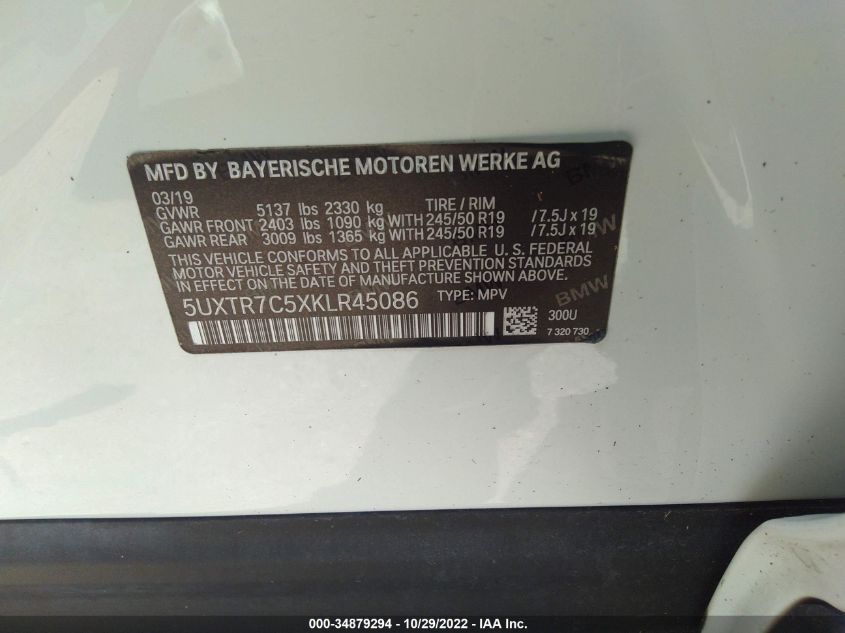 MFD BY BAYERISCHE MOTOREN WERKE AG
03/19
GVWR 5137 lbs 2330 kg TIRE / RIM
GAWR FRONT 2403 lbs 1090 kg WITH 245/50 R19 / 7.5J x 19
GAWR REAR 3009 lbs 1365 kg WITH 245/50 R19 / 7.5J x 19
THIS VEHICLE CONFORMS TO ALL APPLICABLE U. S. FEDERAL
MOTOR VEHICLE SAFETY AND THEFT PREVENTION STANDARDS
IN EFFECT ON THE DATE OF MANUFACTURE SHOWN ABOVE.
5UXTR7C5XKLR45086 TYPE: MPV
BMW
300U
7 320 730
000-34879294 - 10/29/2022 - IAA Inc.